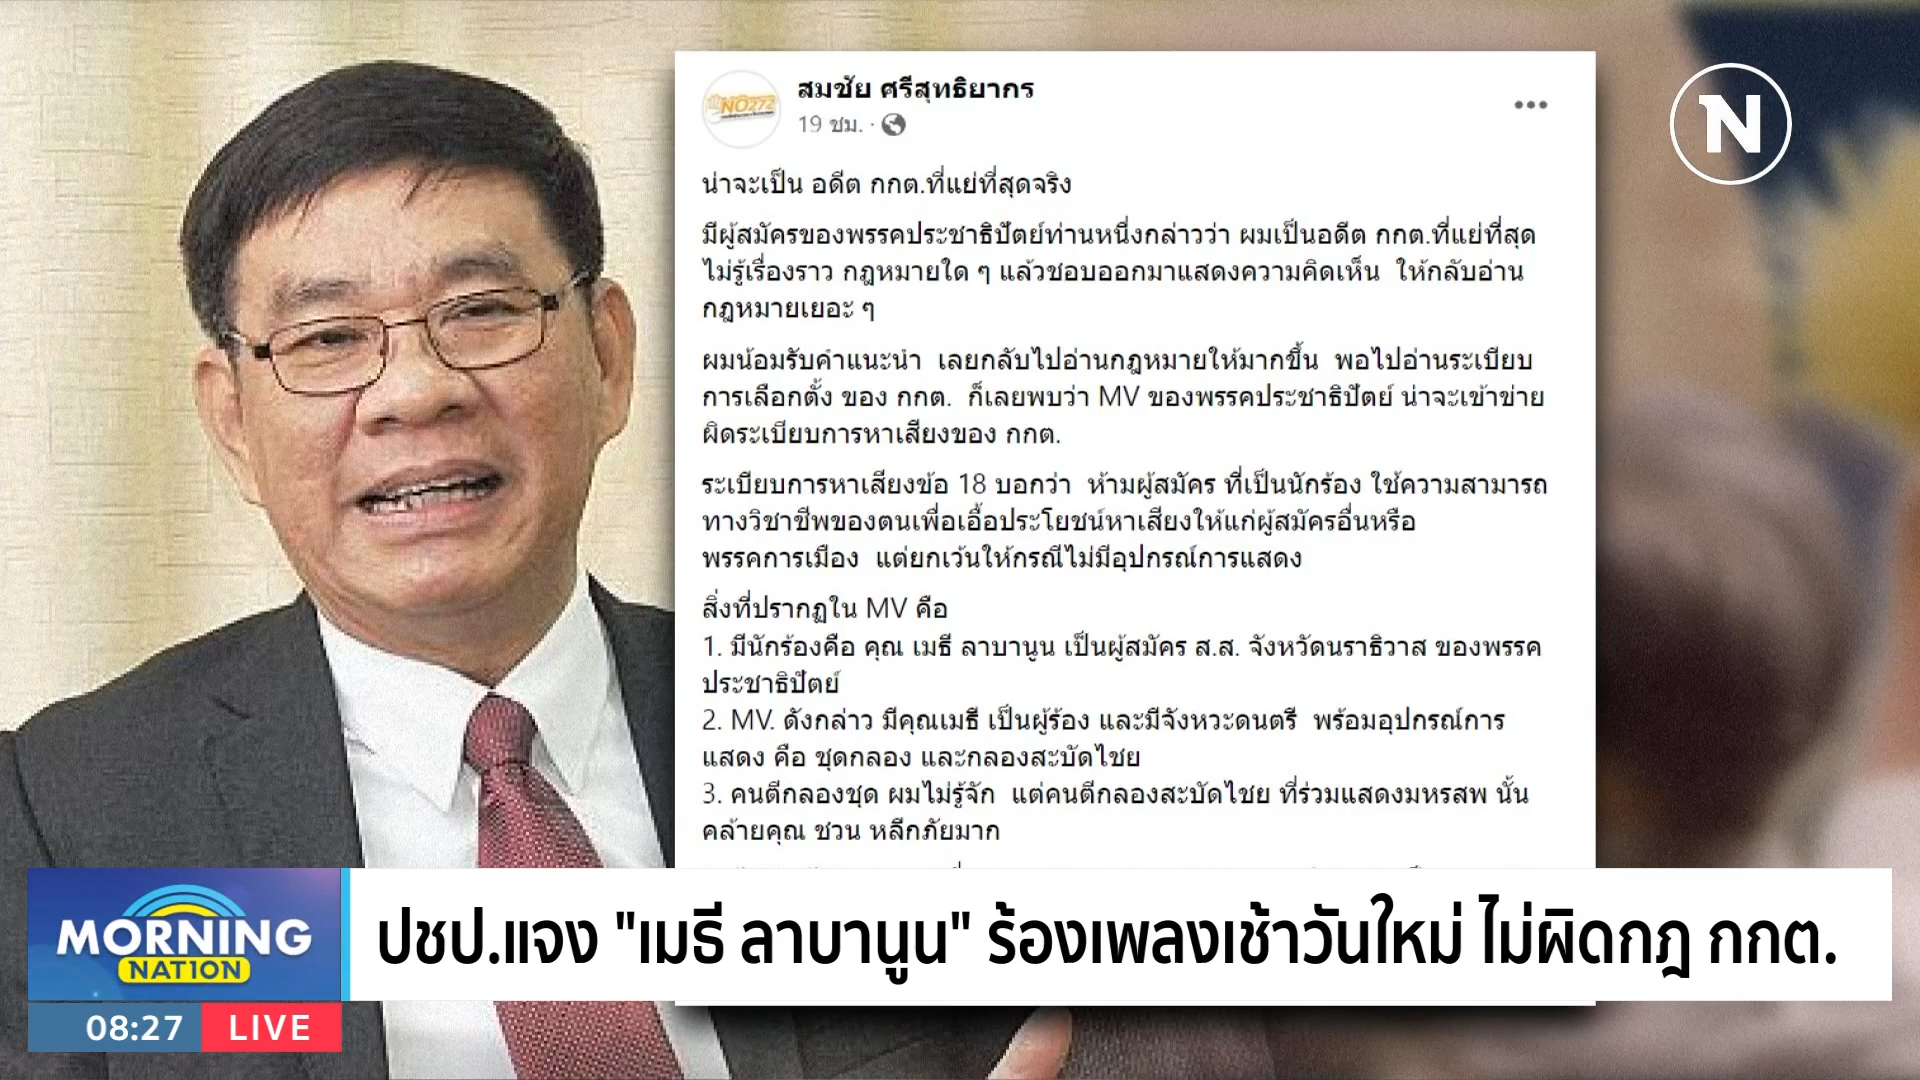 สมชัย ศรีสุทธิยากร
19 ชม. ·
น่าจะเป็น อดีต กกต.ที่แย่ที่สุดจริง
มีผู้สมัครของพรรคประชาธิปัตย์ท่านหนึ่งกล่าวว่า ผมเป็นอดีต กกต.ที่แย่ที่สุด
ไม่รู้เรื่องราว กฎหมายใด ๆ แล้วชอบออกมาแสดงความคิดเห็น ให้กลับอ่าน
กฎหมายเยอะ ๆ
ผมน้อมรับคำแนะนำ เลยกลับไปอ่านกฎหมายให้มากขึ้น พอไปอ่านระเบียบ
การเลือกตั้ง ของ กกต. ก็เลยพบว่า MV ของพรรคประชาธิปัตย์ น่าจะเข้าข่าย
ผิดระเบียบการหาเสียงของ กกต.
ระเบียบการหาเสียงข้อ 18 บอกว่า ห้ามผู้สมัคร ที่เป็นนักร้อง ใช้ความสามารถ
ทางวิชาชีพของตนเพื่อเอื้อประโยชน์หาเสียงให้แก่ผู้สมัครอื่นหรือ
พรรคการเมือง แต่ยกเว้นให้กรณีไม่มีอุปกรณ์การแสดง
สิ่งที่ปรากฏใน MV คือ
1. มีนักร้องคือ คุณ เมธี ลาบานูน เป็นผู้สมัคร ส.ส. จังหวัดนราธิวาส ของพรรค
ประชาธิปัตย์
2. MV. ดังกล่าว มีคุณเมธี เป็นผู้ร้อง และมีจังหวะดนตรี พร้อมอุปกรณ์การ
แสดง คือ ชุดกลอง และกลองสะบัดไชย
3. คนตีกลองชุด ผมไม่รู้จัก แต่คนตีกลองสะบัดไชย ที่ร่วมแสดงมหรสพ นั้น
คล้ายคุณ ชวน หลีกภัยมาก
N
NO272
MORNING
NATION
ปชป.แจง "เมธี ลาบานูน" ร้องเพลงเช้าวันใหม่ ไม่ผิดกฎ กกต.
08:27 LIVE